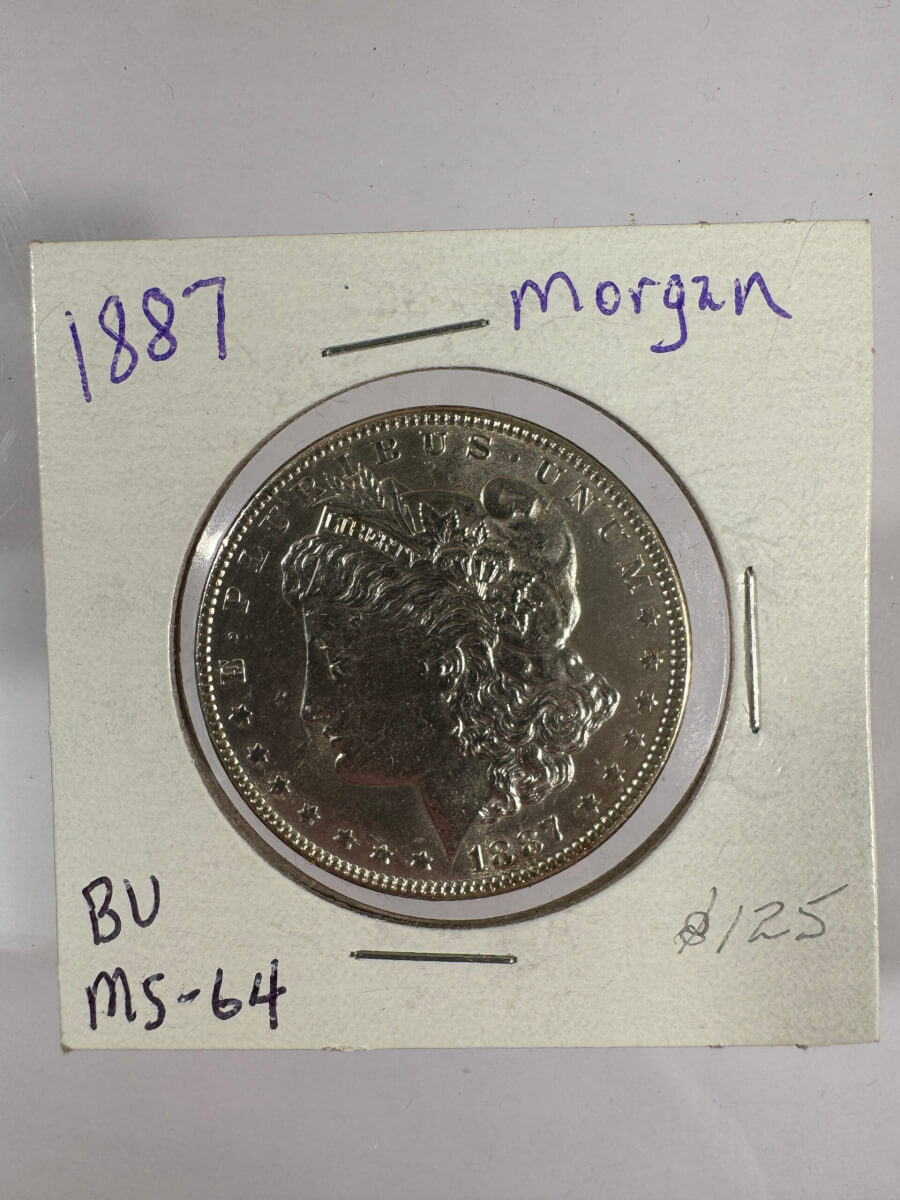 1887 Morgan
E·PLURIBUS·UNUM
LIBERTY
1887
BU
MS-64
$125